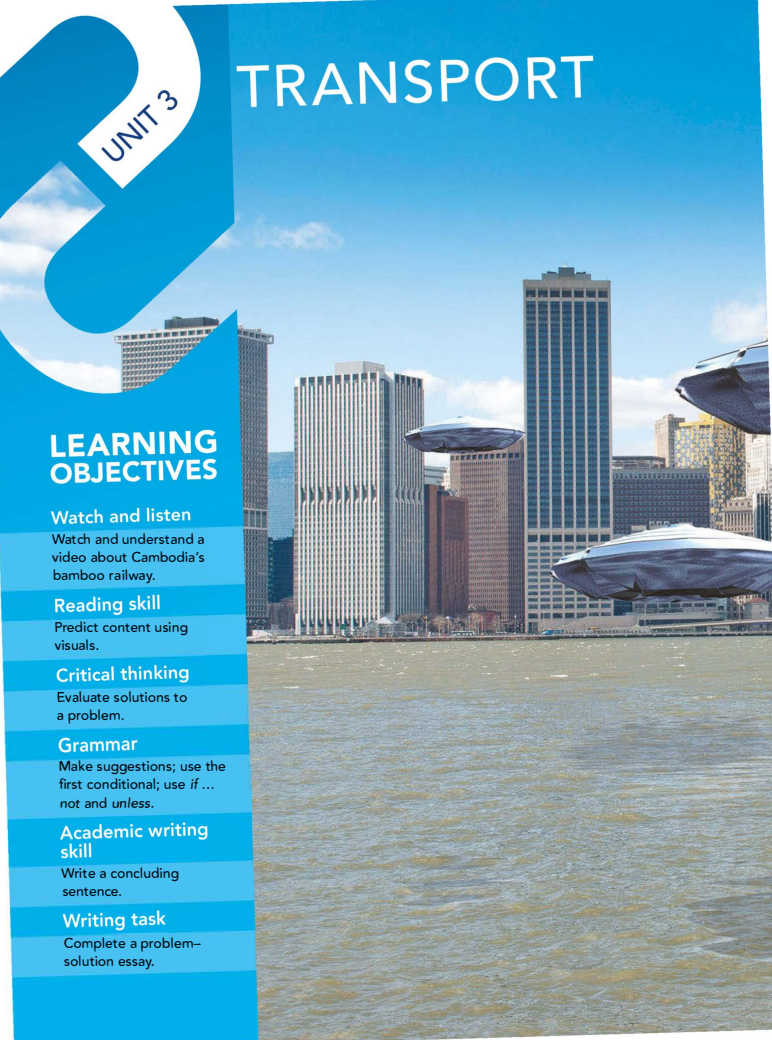 UNIT 3
TRANSPORT
LEARNING
OBJECTIVES
Watch and listen
Watch and understand a
video about Cambodia's
bamboo railway.
Reading skill
Predict content using
visuals.
Critical thinking
Evaluate solutions to
a problem.
Grammar
Make suggestions; use the
first conditional; use if …
not and unless.
Academic writing
skill
Write a concluding
sentence.
Writing task
Complete a problem–
solution essay.